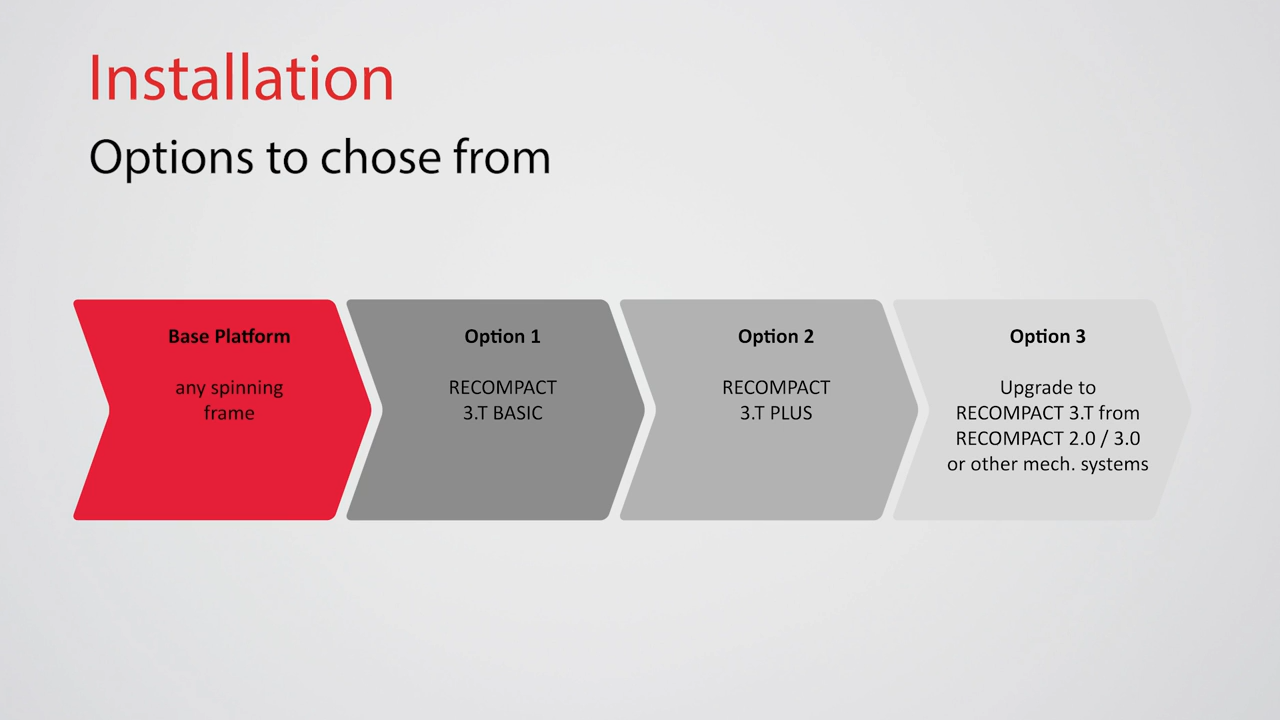 Installation
Options to chose from
Base Platform
any spinning
frame
Option 1
RECOMPACT
3.T BASIC
Option 2
RECOMPACT
3.T PLUS
Option 3
Upgrade to
RECOMPACT 3.T from
RECOMPACT 2.0 / 3.0
or other mech. systems